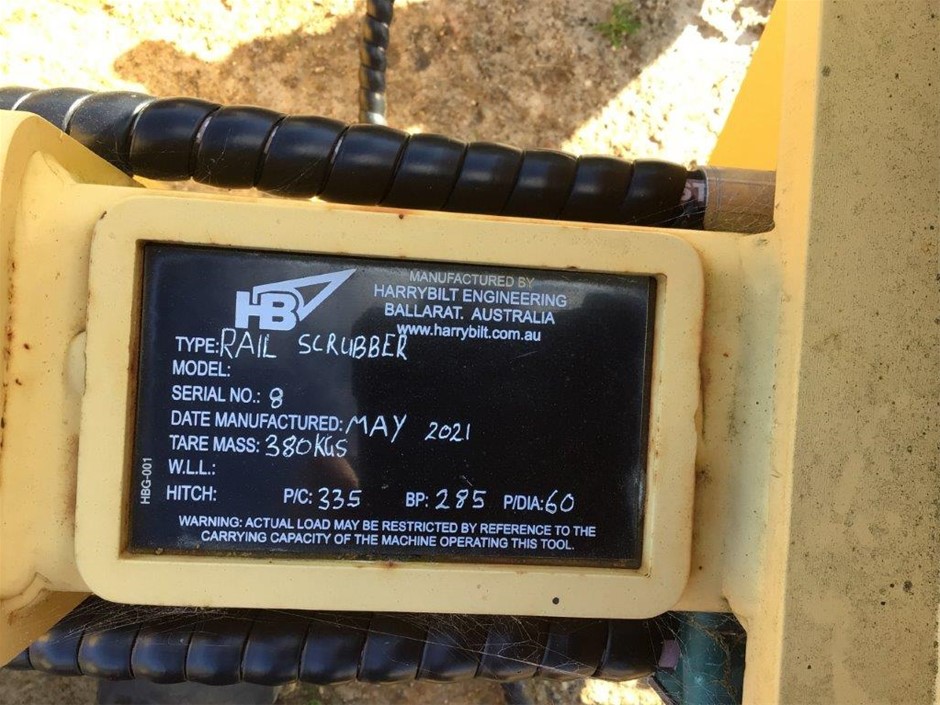 HB
MANUFACTURED BY
HARRYBILT ENGINEERING
BALLARAT. AUSTRALIA
www.harrybilt.com.au
TYPE: RAIL SCRUBBER
MODEL:
SERIAL NO.: 8
DATE MANUFACTURED: MAY 2021
TARE MASS: 380KGS
W.L.L.:
HITCH: P/C: 335 BP: 285 P/DIA: 60
WARNING: ACTUAL LOAD MAY BE RESTRICTED BY REFERENCE TO THE
CARRYING CAPACITY OF THE MACHINE OPERATING THIS TOOL.
HBG-001